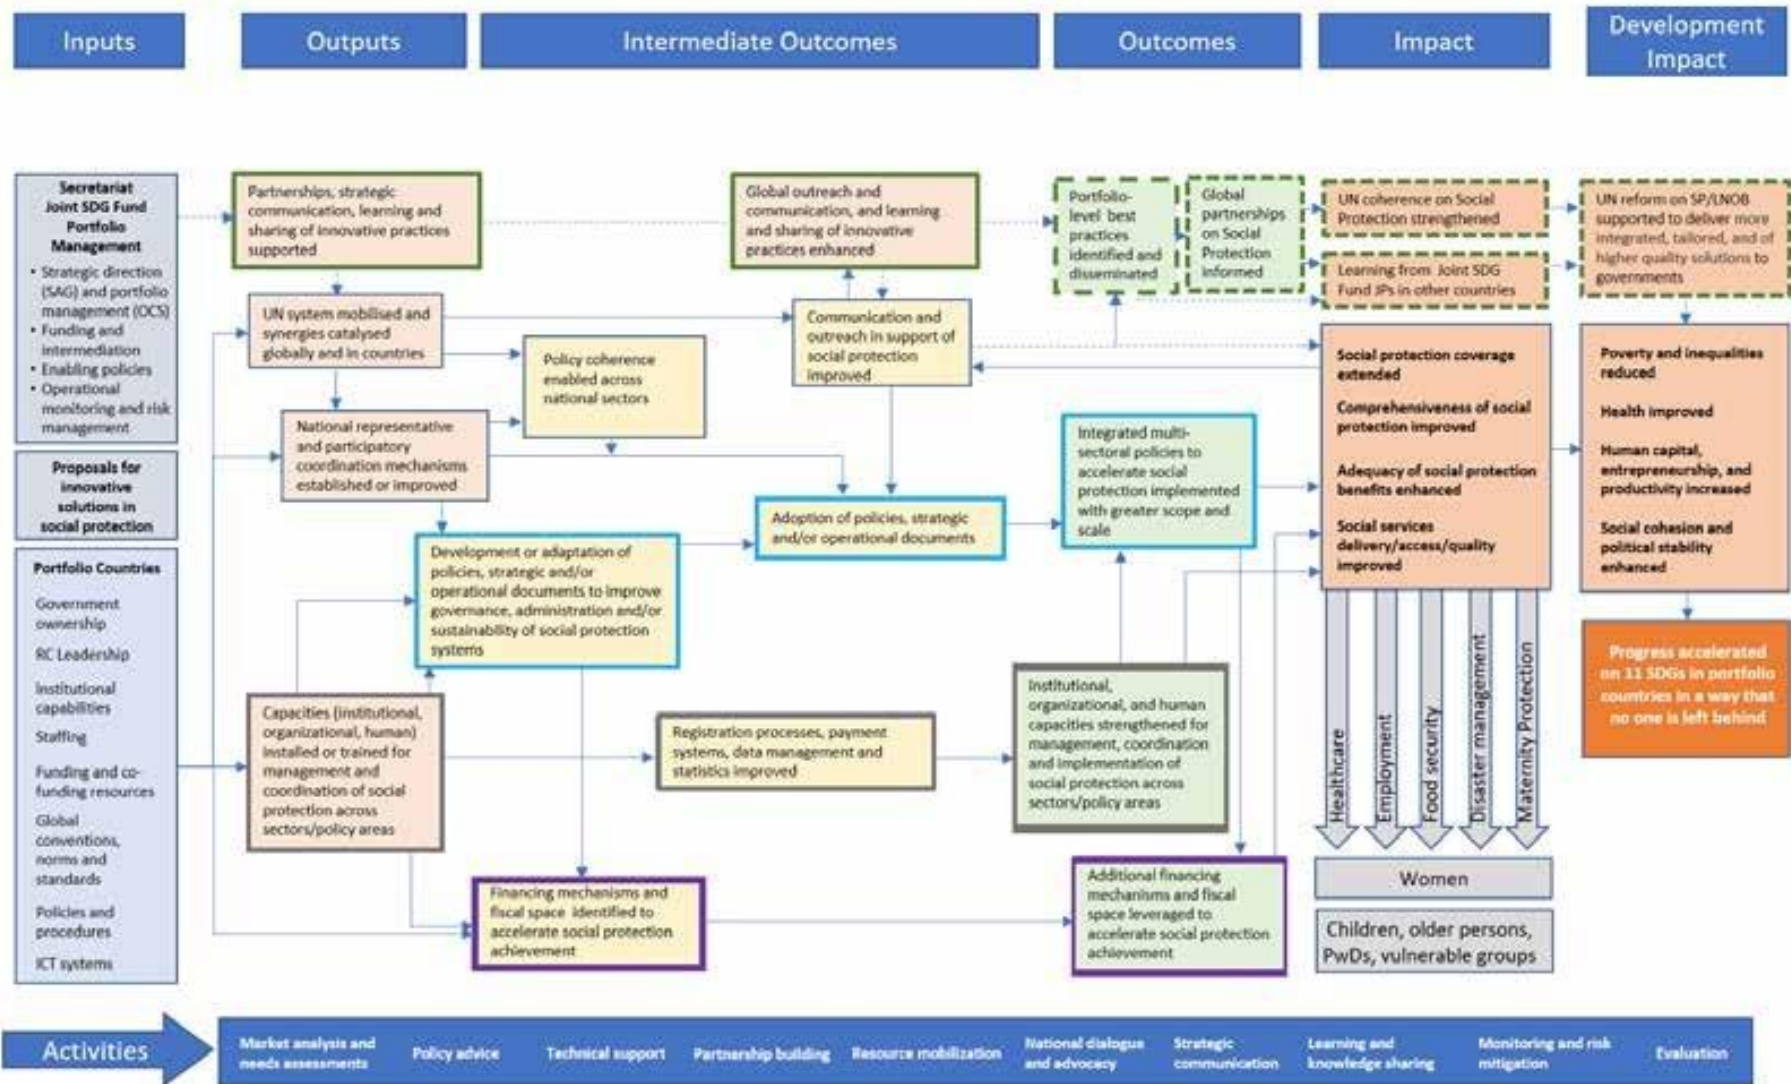 Inputs
Outputs
Intermediate Outcomes
Outcomes
Impact
Development
Impact
Secretariat
Joint SDG Fund
Portfolio
Management
• Strategic direction
(SAG) and portfolio
management (OCS)
• Funding and
intermediation
• Enabling policies
• Operational
monitoring and risk
management
Proposals for
innovative
solutions in
social protection
Portfolio Countries
Government
ownership
RC Leadership
Institutional
capabilities
Staffing
Funding and co-
funding resources
Global
conventions,
norms and
standards
Policies and
procedures
ICT systems
Partnerships, strategic
communication, learning and
sharing of innovative practices
supported
UN system mobilised and
synergies catalysed
globally and in countries
National representative
and participatory
coordination mechanisms
established or improved
Capacities (institutional,
organizational, human)
installed or trained for
management and
coordination of social
protection across
sectors/policy areas
Policy coherence
enabled across
national sectors
Development or adaptation of
policies, strategic and/or
operational documents to improve
governance, administration and/or
sustainability of social protection
systems
Financing mechanisms and
fiscal space identified to
accelerate social protection
achievement
Global outreach and
communication, and learning
and sharing of innovative
practices enhanced
Communication and
outreach in support of
social protection
improved
Adoption of policies, strategic
and/or operational documents
Registration processes, payment
systems, data management and
statistics improved
Portfolio-
level best
practices
identified and
disseminated
Global
partnerships
on Social
Protection
informed
Integrated multi-
sectoral policies to
accelerate social
protection implemented
with greater scope and
scale
Institutional,
organizational, and human
capacities strengthened for
management, coordination
and implementation of
social protection across
sectors/policy areas
Additional financing
mechanisms and fiscal
space leveraged to
accelerate social protection
achievement
UN coherence on Social
Protection strengthened
Learning from Joint SDG
Fund JPs in other countries
Social protection coverage
extended
Comprehensiveness of social
protection improved
Adequacy of social protection
benefits enhanced
Social services
delivery/access/quality
improved
Healthcare
Employment
Food security
Disaster management
Maternity Protection
Women
Children, older persons,
PwDs, vulnerable groups
UN reform on SP/LNOB
supported to deliver more
integrated, tailored, and of
higher quality solutions to
governments
Poverty and inequalities
reduced
Health improved
Human capital,
entrepreneurship, and
productivity increased
Social cohesion and
political stability
enhanced
Progress accelerated
on 11 SDGs in portfolio
countries in a way that
no one is left behind
Activities
Market analysis and
needs assessments
Policy advice
Technical support
Partnership building
Resource mobilization
National dialogue
and advocacy
Strategic
communication
Learning and
knowledge sharing
Monitoring and risk
mitigation
Evaluation